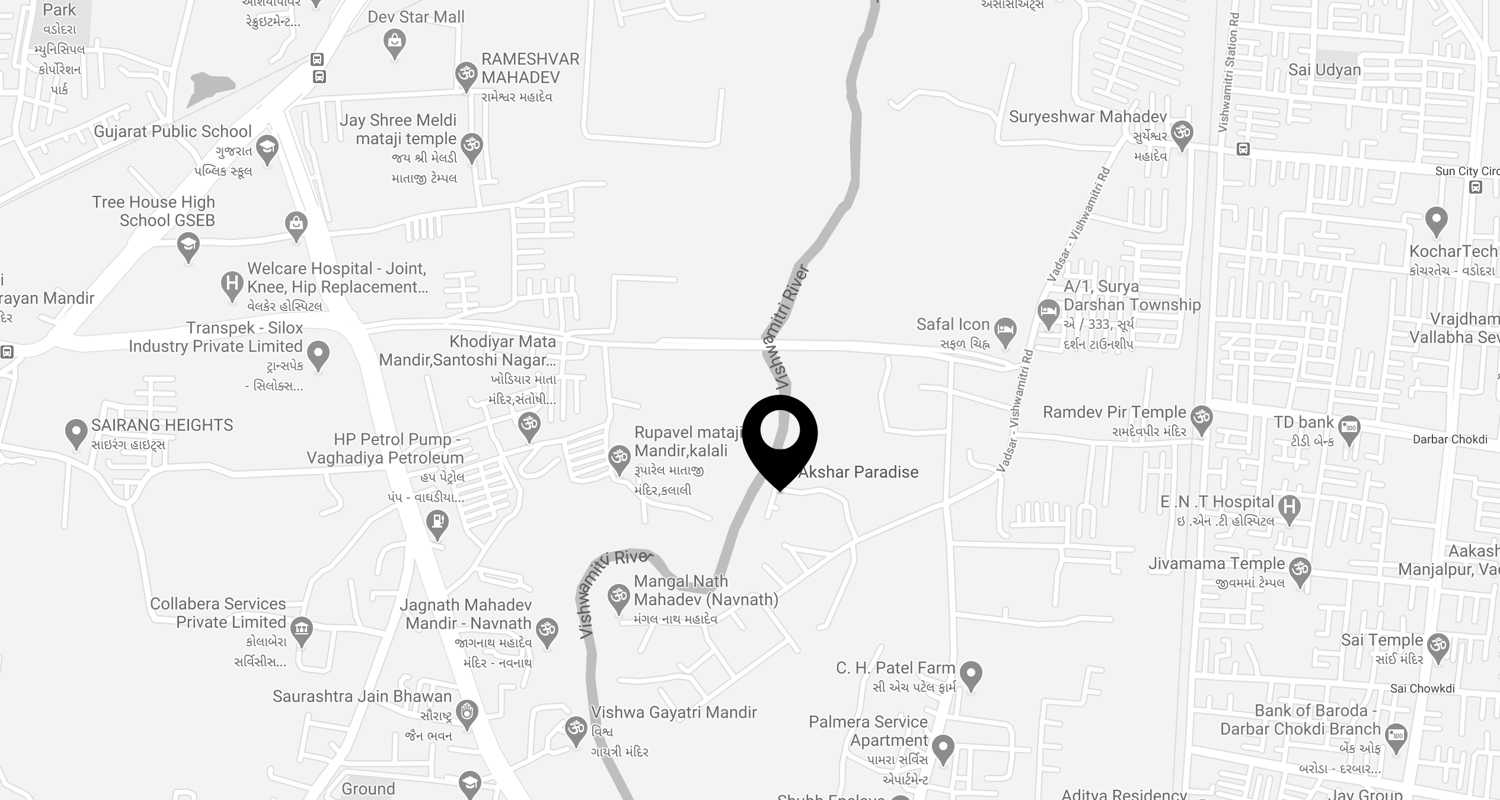 Park
વડોદરા
મ્યુનિસિપલ
કોર્પોરેશન
પાર્ક
રેક્રુઇટમેન્ટ...
Dev Star Mall
RAMESHVAR
MAHADEV
રામેશ્વર મહાદેવ
Gujarat Public School
ગુજરાત
પબ્લિક સ્કૂલ
Jay Shree Meldi
mataji temple
જય શ્રી મેલડી
માતાજી ટેમ્પલ
Tree House High
School GSEB
Welcare Hospital - Joint,
Knee, Hip Replacement...
વેલકેર હોસ્પિટલ
rayan Mandir
Transpek - Silox
Industry Private Limited
ટ્રાન્સપેક
- સિલોક્સ...
Khodiyar Mata
Mandir,Santoshi Nagar...
ખોડિયાર માતા
મંદિર,સંતોષી...
SAIRANG HEIGHTS
સાઇરંગ હાઇટ્સ
HP Petrol Pump -
Vaghadiya Petroleum
હપ પેટ્રોલ
પંપ - વાઘડીયા...
Rupavel mataji
Mandir,kalali
રૂપારેલ માતાજી
મંદિર,કલાલી
Vishwamitri River
Akshar Paradise
Vishwamitri River
Mangal Nath
Mahadev (Navnath)
મંગલ નાથ મહાદેવ
Collabera Services
Private Limited
કોલાબેરા
સર્વિસીસ...
Jagnath Mahadev
Mandir - Navnath
જાગનાથ મહાદેવ
મંદિર - નવનાથ
Saurashtra Jain Bhawan
સૌરાષ્ટ્ર
જૈન ભવન
Vishwa Gayatri Mandir
વિશ્વ
ગાયત્રી મંદિર
Ground
એસોસીએટ્સ
Vishwamitri Station Rd
Sai Udyan
Suryeshwar Mahadev
સુર્યેશ્વર
મહાદેવ
Sun City Circ
Vadsar - Vishwamitri Rd
KocharTech
કોચરતેચ - વડોદરા
A/1, Surya
Darshan Township
એ / 333, સૂર્ય
દર્શન ટાઉનશીપ
Safal Icon
સફળ ચિહ્ન
Vrajdham
Vallabha Sev
Vadsar - Vishwamitri Rd
Ramdev Pir Temple
રામદેવપીર મંદિર
TD bank
ટીડી બેન્ક
Darbar Chokdi
E .N .T Hospital
ઇ .એન .ટી હોસ્પિટલ
Jivamama Temple
જીવમમાં ટેમ્પલ
Aakash
Manjalpur, Vad
Sai Temple
સાંઈ મંદિર
Sai Chowkdi
C. H. Patel Farm
સી એચ પટેલ ફાર્મ
Palmera Service
Apartment
પામરા સર્વિસ
એપાર્ટમેન્ટ
Bank of Baroda -
Darbar Chokdi Branch
બેંક ઓફ
બરોડા - દરબાર...
Aditya Residency
Jay Group